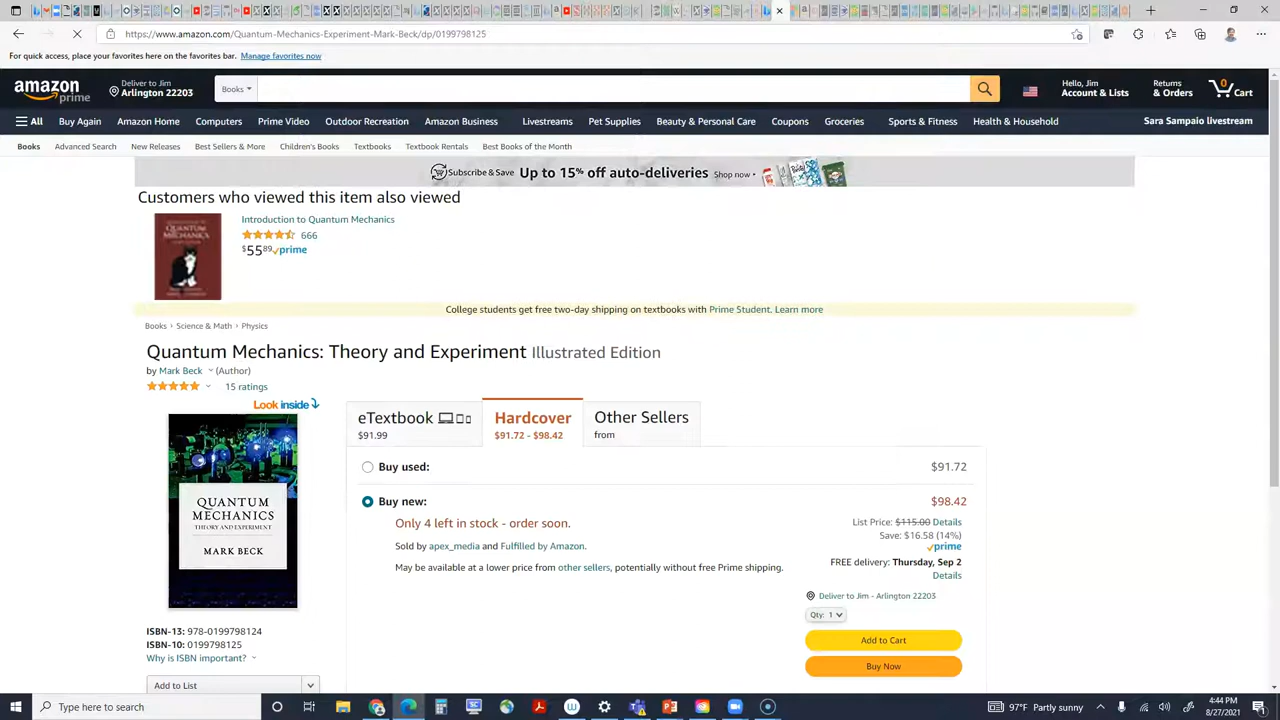 https://www.amazon.com/Quantum-Mechanics-Experiment-Mark-Beck/dp/0199798125
For quick access, place your favorites here on the favorites bar. Manage favorites now
amazon prime
Deliver to Jim
Arlington 22203
Books
Hello, Jim
Account & Lists
Returns
& Orders
0
Cart
All Buy Again Amazon Home Computers Prime Video Outdoor Recreation Amazon Business Livestreams Pet Supplies Beauty & Personal Care Coupons Groceries Sports & Fitness Health & Household Sara Sampaio livestream
Books Advanced Search New Releases Best Sellers & More Children's Books Textbooks Textbook Rentals Best Books of the Month
Subscribe & Save Up to 15% off auto-deliveries Shop now
Customers who viewed this item also viewed
Introduction to Quantum Mechanics
666
$55 89 prime
QUANTUM
MECHANICS
College students get free two-day shipping on textbooks with Prime Student. Learn more
Books › Science & Math › Physics
Quantum Mechanics: Theory and Experiment Illustrated Edition
by Mark Beck (Author)
15 ratings
Look inside
QUANTUM
MECHANICS
THEORY AND EXPERIMENT
MARK BECK
ISBN-13: 978-0199798124
ISBN-10: 0199798125
Why is ISBN important?
Add to List
eTextbook
$91.99
Hardcover
$91.72 - $98.42
Other Sellers
from
Buy used: $91.72
Buy new: $98.42
Only 4 left in stock - order soon.
Sold by apex_media and Fulfilled by Amazon.
May be available at a lower price from other sellers, potentially without free Prime shipping.
List Price: $115.00 Details
Save: $16.58 (14%)
prime
FREE delivery: Thursday, Sep 2
Details
Deliver to Jim - Arlington 22203
Qty: 1
Add to Cart
Buy Now
Type here to search
97°F Partly sunny
4:44 PM
8/27/2021